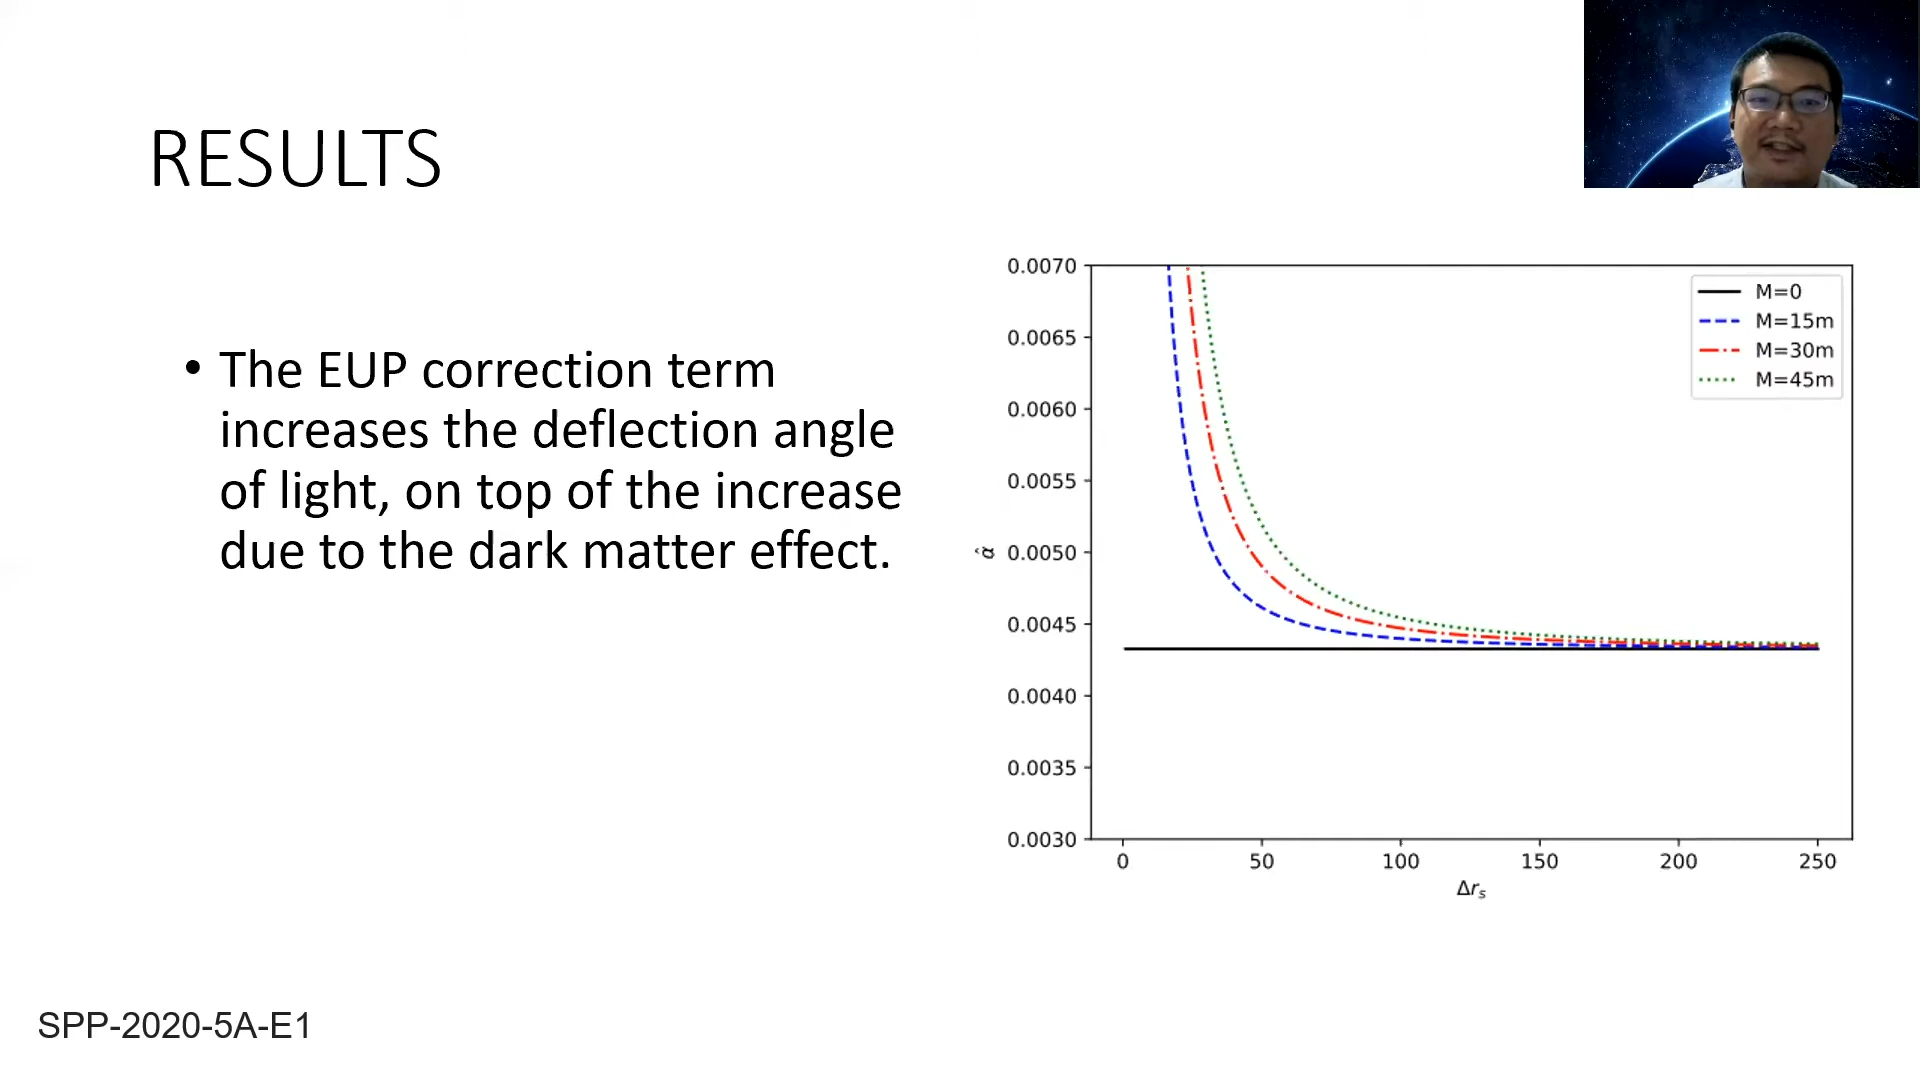 RESULTS
• The EUP correction term
increases the deflection angle
of light, on top of the increase
due to the dark matter effect.
0.0070
0.0065
0.0060
0.0055
0.0050
0.0045
0.0040
0.0035
0.0030
α̂
0 50 100 150 200 250
Δrₛ
M=0
M=15m
M=30m
M=45m
SPP-2020-5A-E1